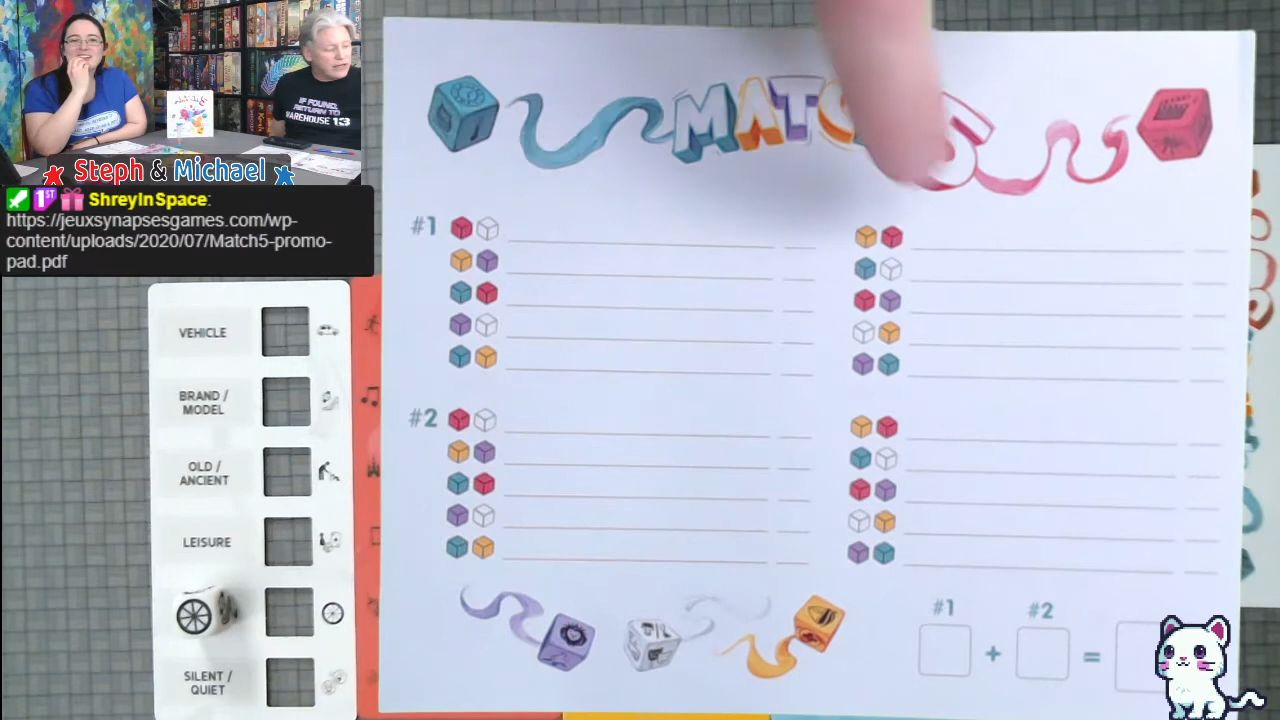 IF FOUND,
RETURN TO
WAREHOUSE 13
Steph & Michael
ShreyInSpace:
https://jeuxsynapsesgames.com/wp-
content/uploads/2020/07/Match5-promo-
pad.pdf
1ST
VEHICLE
BRAND /
MODEL
OLD /
ANCIENT
LEISURE
SILENT /
QUIET
#1
#2
#1
#2
+
=